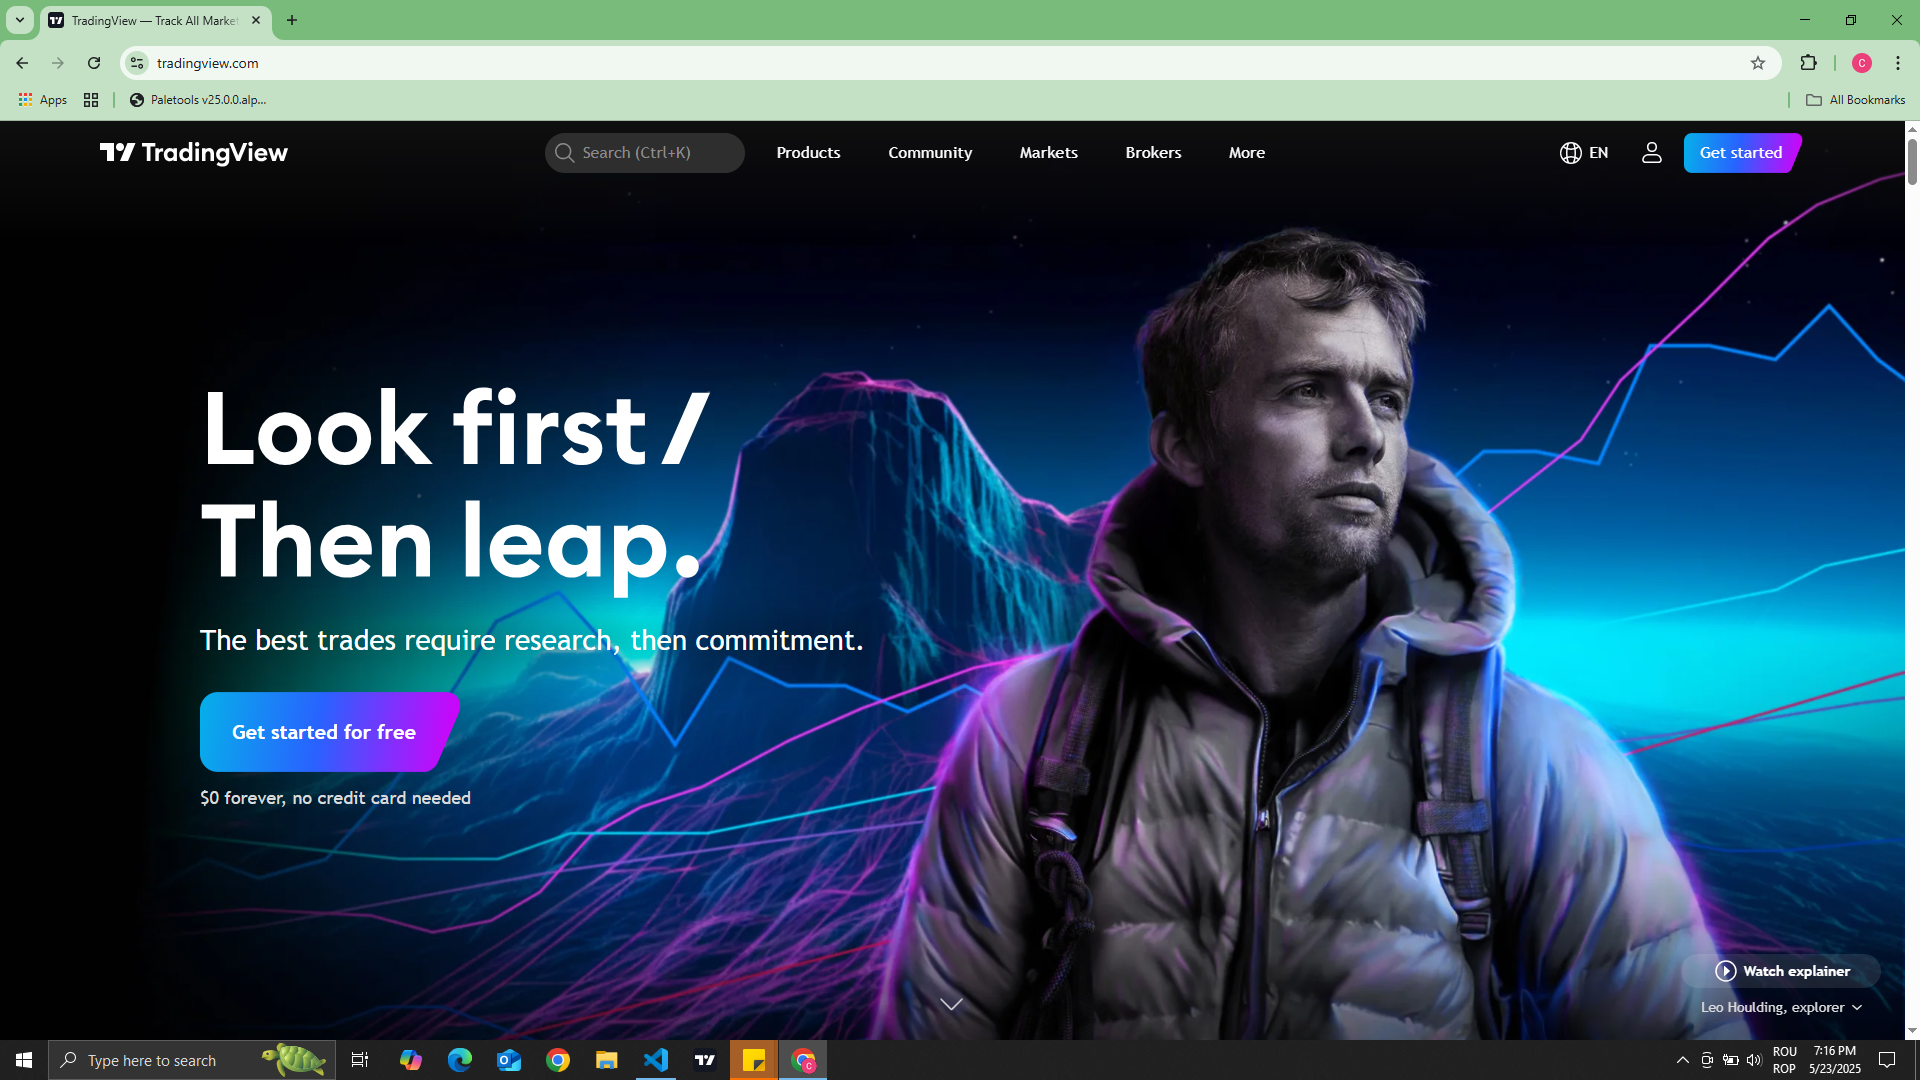 TradingView — Track All Market
tradingview.com
Apps
Paletools v25.0.0.alp...
All Bookmarks
TradingView
Search (Ctrl+K)
Products
Community
Markets
Brokers
More
EN
Get started
Look first /
Then leap.
The best trades require research, then commitment.
Get started for free
$0 forever, no credit card needed
Watch explainer
Leo Houlding, explorer
Type here to search
ROU
ROP
7:16 PM
5/23/2025